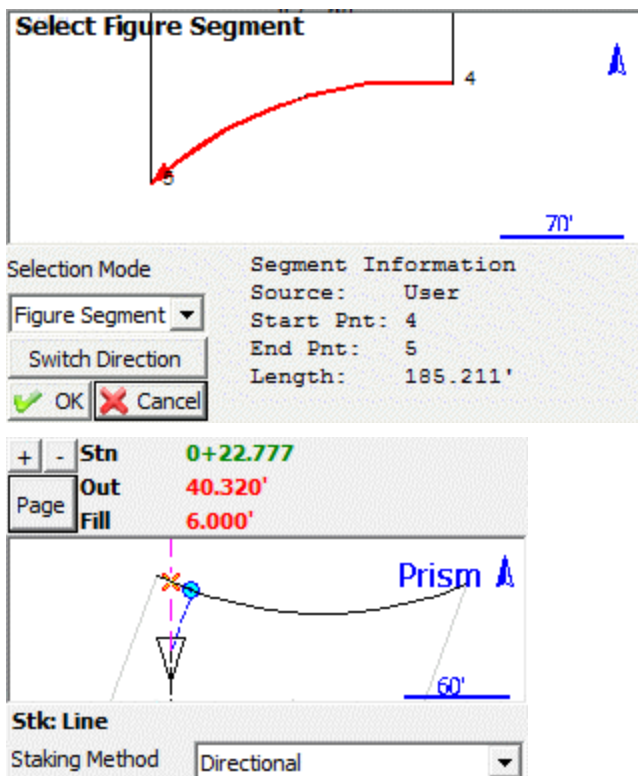 Select Figure Segment
4
5
70'
Selection Mode
Segment Information
Source: User
Figure Segment
Start Pnt: 4
End Pnt: 5
Switch Direction
Length: 185.211'
OK Cancel
+ - Stn 0+22.777
Page
Out 40.320'
Fill 6.000'
Prism
60'
Stk: Line
Staking Method Directional